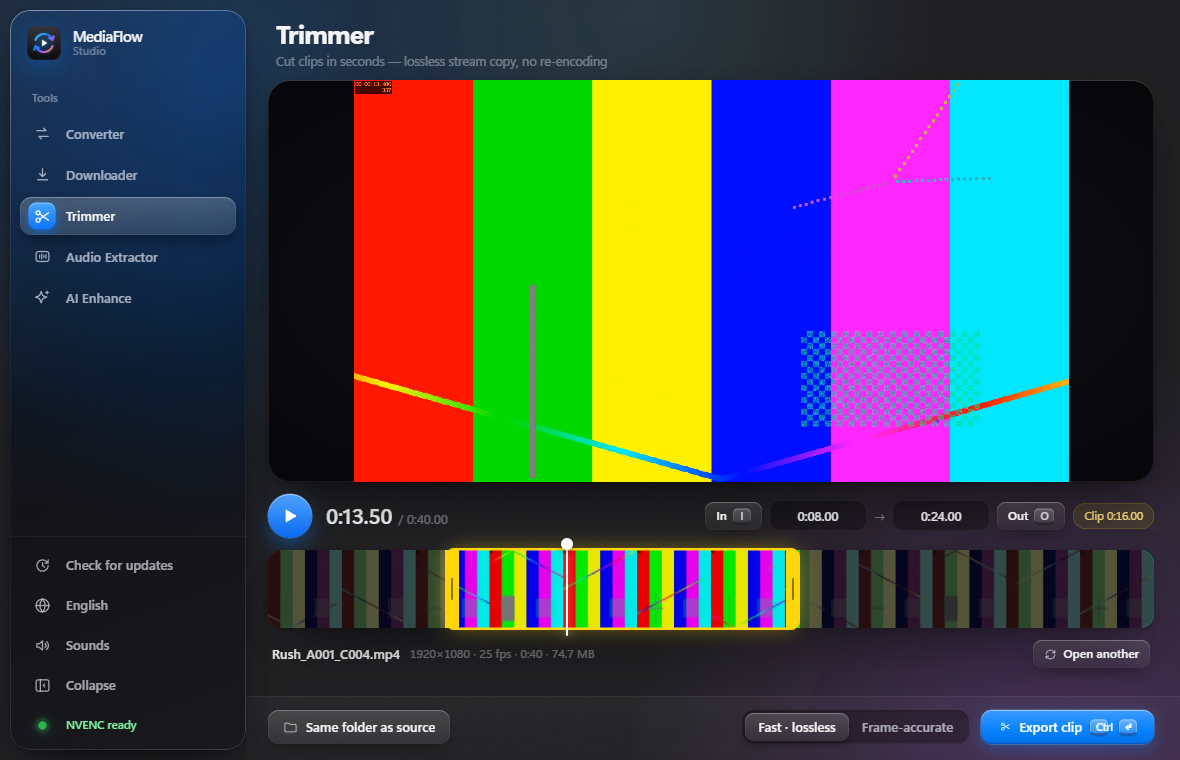 MediaFlow
Studio
Tools
Converter
Downloader
Trimmer
Audio Extractor
AI Enhance
Check for updates
English
Sounds
Collapse
NVENC ready
Trimmer
Cut clips in seconds — lossless stream copy, no re-encoding
0:13.50 / 0:40.00
In I 0:08.00 → 0:24.00 Out O Clip 0:16.00
Rush_A001_C004.mp4 1920×1080 · 25 fps · 0:40 · 74.7 MB
Open another
Same folder as source
Fast · lossless Frame-accurate
Export clip Ctrl ↵